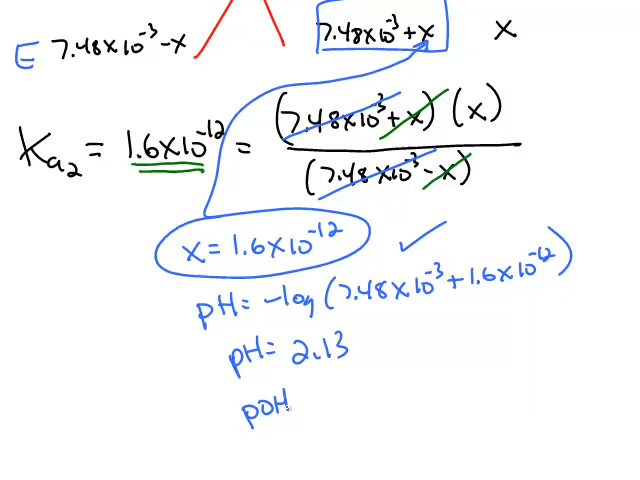 E 7.48x10⁻³-x 7.48x10⁻³+x x
Ka₂ = 1.6x10⁻¹² = (7.48x10⁻³+x) (x)
(7.48x10⁻³-x)
x = 1.6x10⁻¹² ✓
pH = -log (7.48x10⁻³+1.6x10⁻¹²)
pH = 2.13
pOH